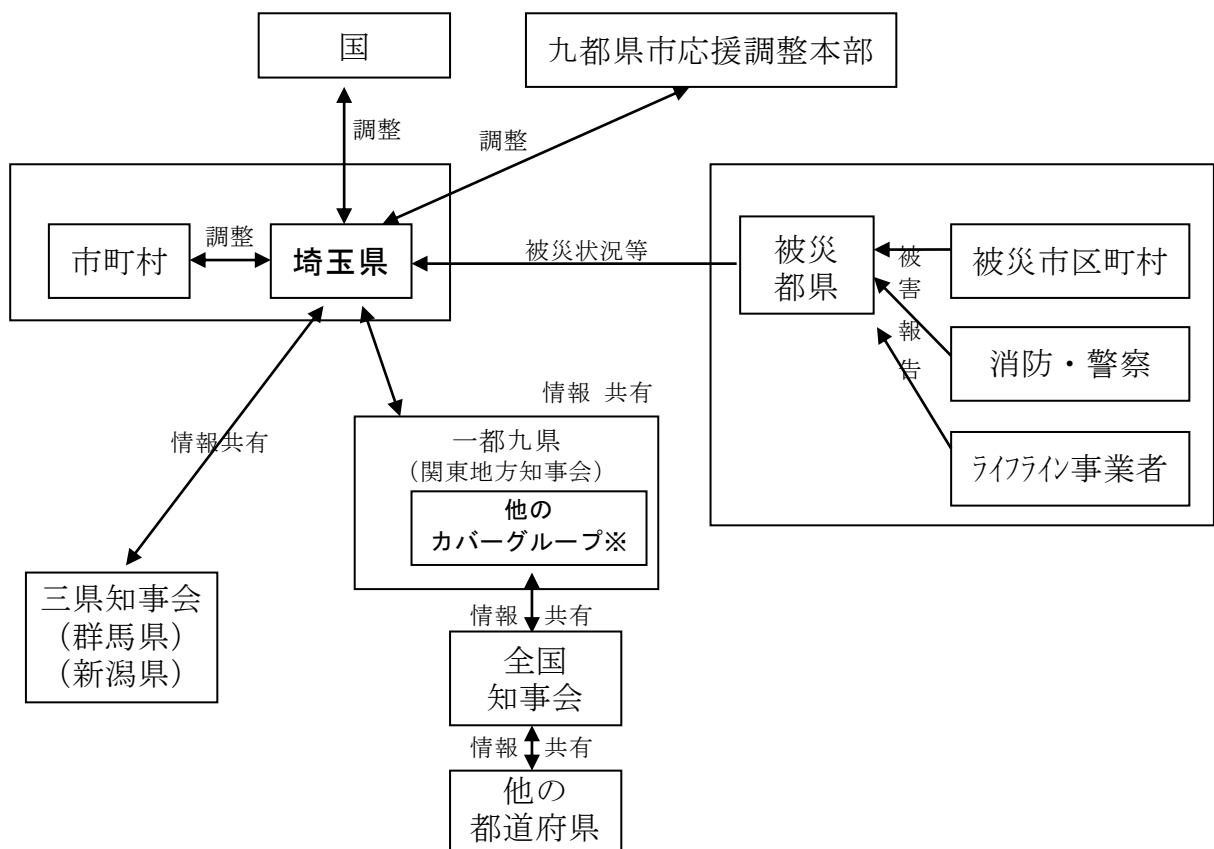 国
九都県市応援調整本部
調整
調整
市町村
調整
埼玉県
被災状況等
被災
都県
被害報告
被災市区町村
消防・警察
ﾗｲﾌﾗｲﾝ事業者
情報共有
情報 共有
一都九県
（関東地方知事会）
他の
カバーグループ※
三県知事会
（群馬県）
（新潟県）
情報 共有
全国
知事会
情報 共有
他の
都道府県